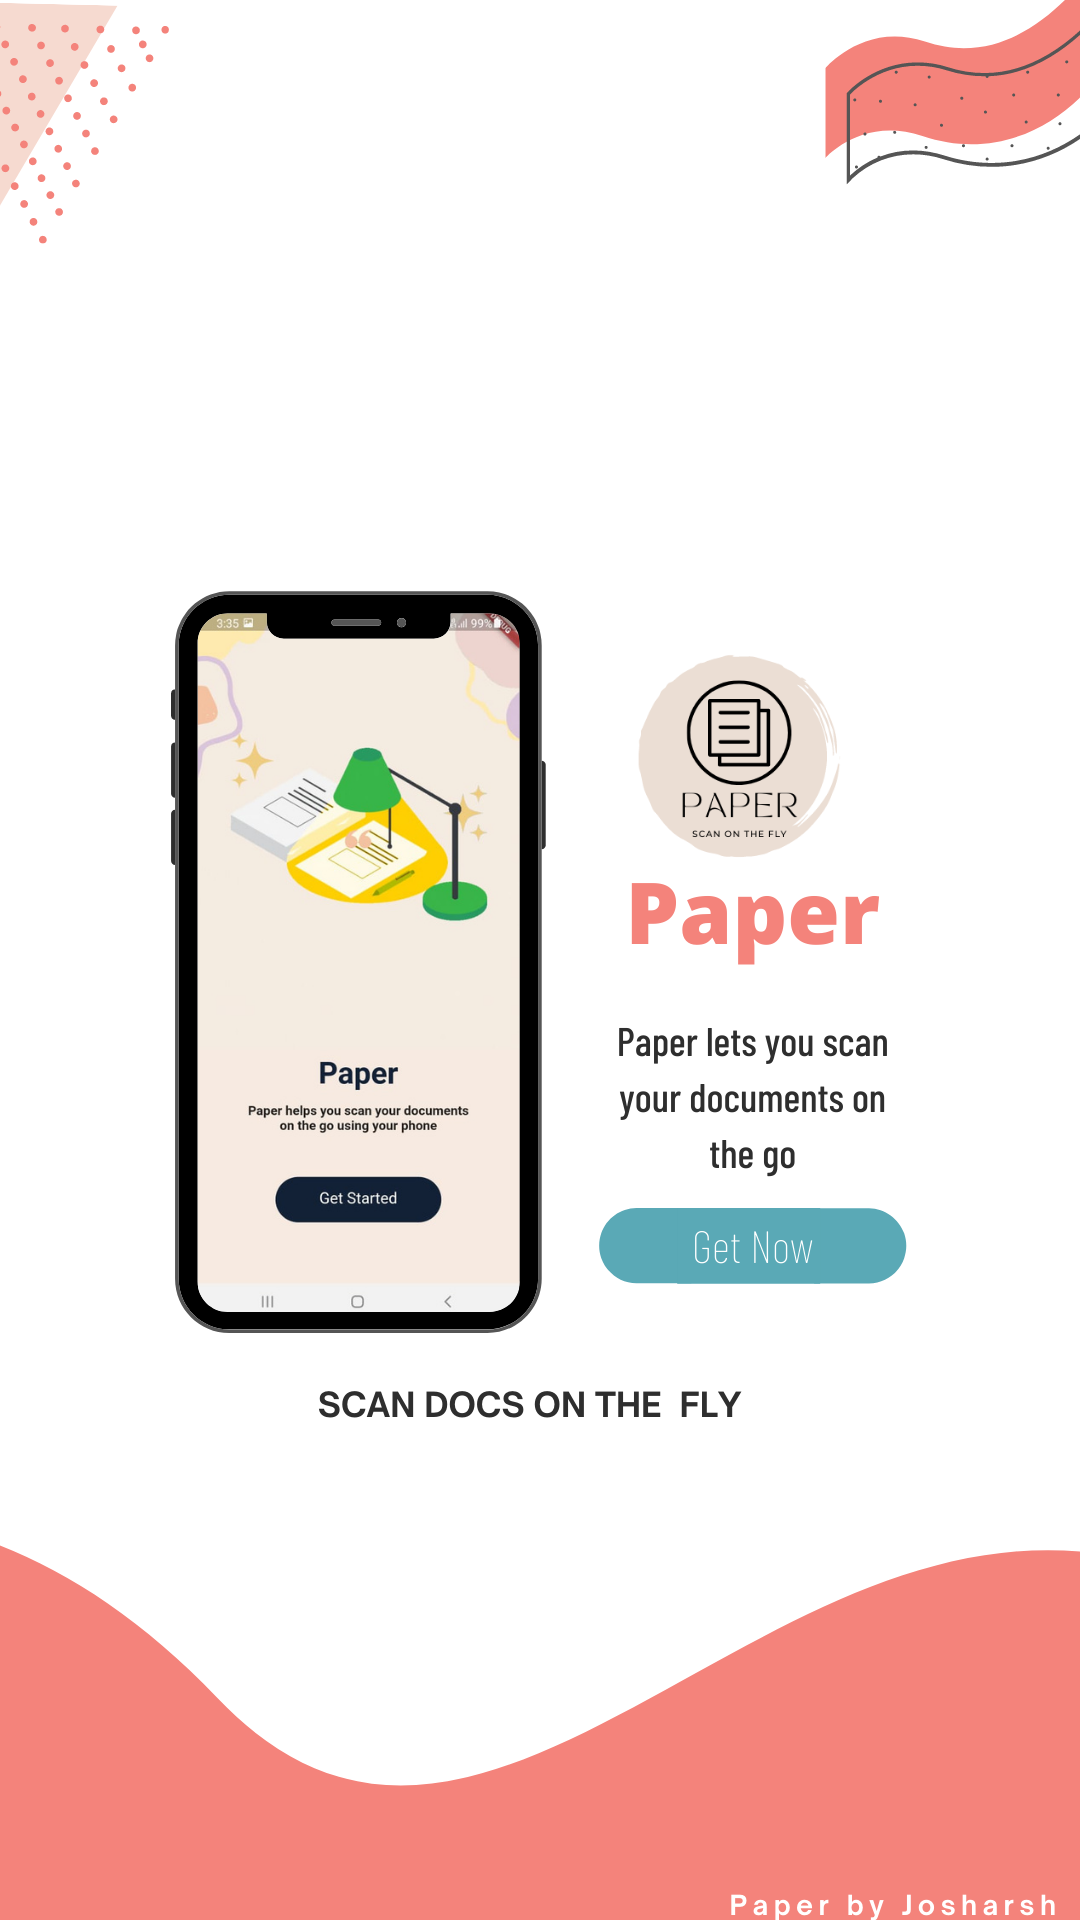 3:35
99%
PAPER
SCAN ON THE FLY
Paper
Paper lets you scan
your documents on
the go
Get Now
Paper
Paper helps you scan your documents
on the go using your phone
Get Started
SCAN DOCS ON THE  FLY
Paper by Josharsh